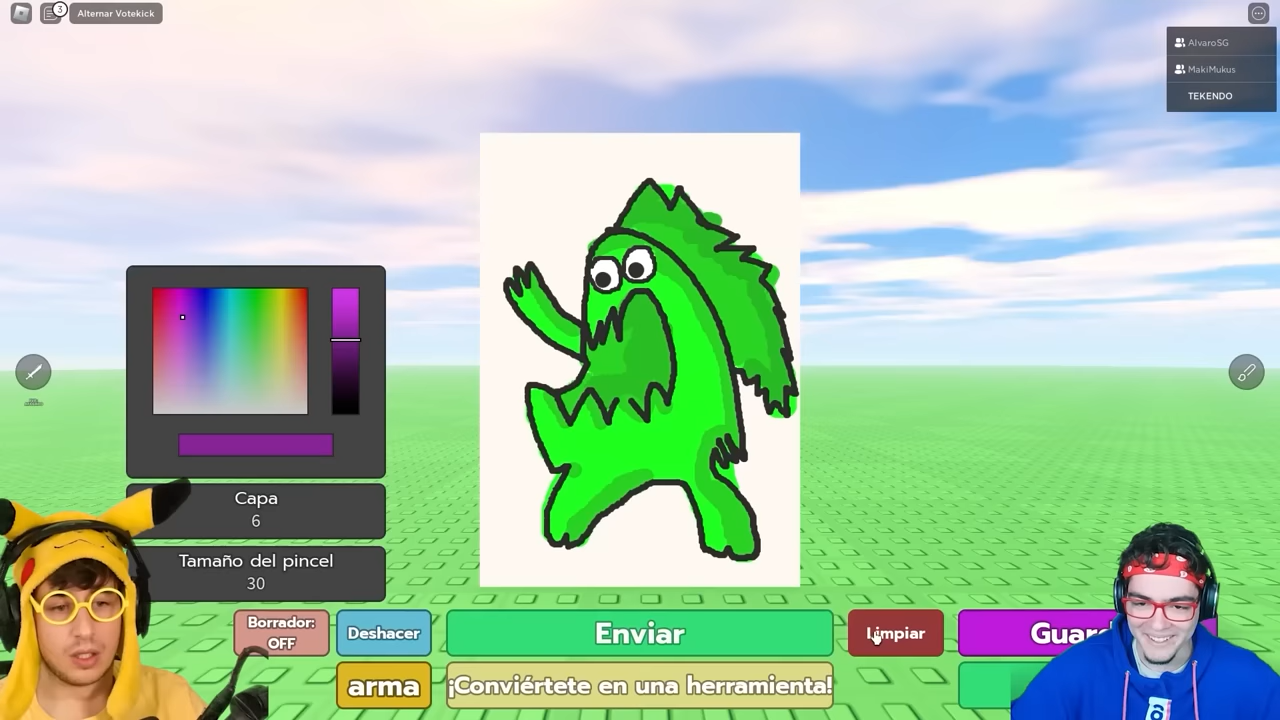 3
Alternar Votekick
AlvaroSG
MakiMukus
TEKENDO
Capa
6
Tamaño del pincel
30
Borrador:
OFF
Deshacer
Enviar
Limpiar
arma
¡Conviértete en una herramienta!